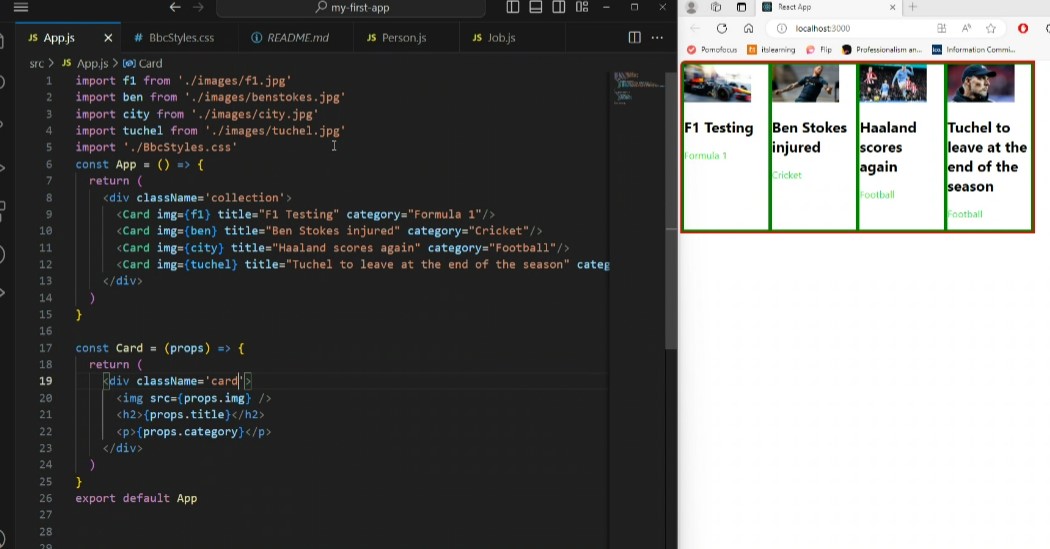 my-first-app
React App
JS App.js
# BbcStyles.css
README.md
JS Person.js
JS Job.js
localhost:3000
Pomofocus
itslearning
Flip
Professionalism an...
Information Commi...
src > JS App.js > Card
1 import f1 from './images/f1.jpg'
2 import ben from './images/benstokes.jpg'
3 import city from './images/city.jpg'
4 import tuchel from './images/tuchel.jpg'
5 import './BbcStyles.css'
6 const App = () => {
7 return (
8 <div className='collection'>
9 <Card img={f1} title="F1 Testing" category="Formula 1"/>
10 <Card img={ben} title="Ben Stokes injured" category="Cricket"/>
11 <Card img={city} title="Haaland scores again" category="Football"/>
12 <Card img={tuchel} title="Tuchel to leave at the end of the season" categ
13 </div>
14 )
15 }
16
17 const Card = (props) => {
18 return (
19 <div className='card'>
20 <img src={props.img} />
21 <h2>{props.title}</h2>
22 <p>{props.category}</p>
23 </div>
24 )
25 }
26 export default App
27
28
F1 Testing
Formula 1
Ben Stokes
injured
Cricket
Haaland
scores
again
Football
Tuchel to
leave at the
end of the
season
Football